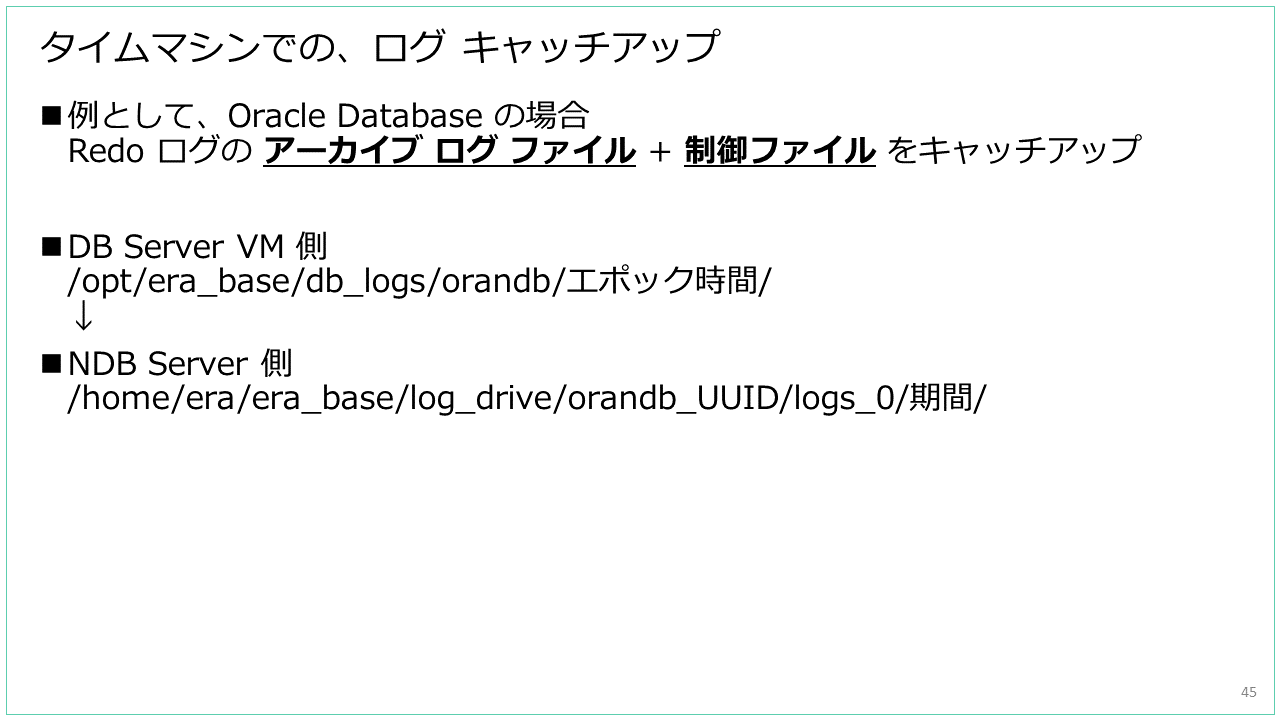 タイムマシンでの、ログ キャッチアップ
■例として、Oracle Database の場合
Redo ログの アーカイブ ログ ファイル + 制御ファイル をキャッチアップ
■DB Server VM 側
/opt/era_base/db_logs/orandb/エポック時間/
↓
■NDB Server 側
/home/era/era_base/log_drive/orandb_UUID/logs_0/期間/
45